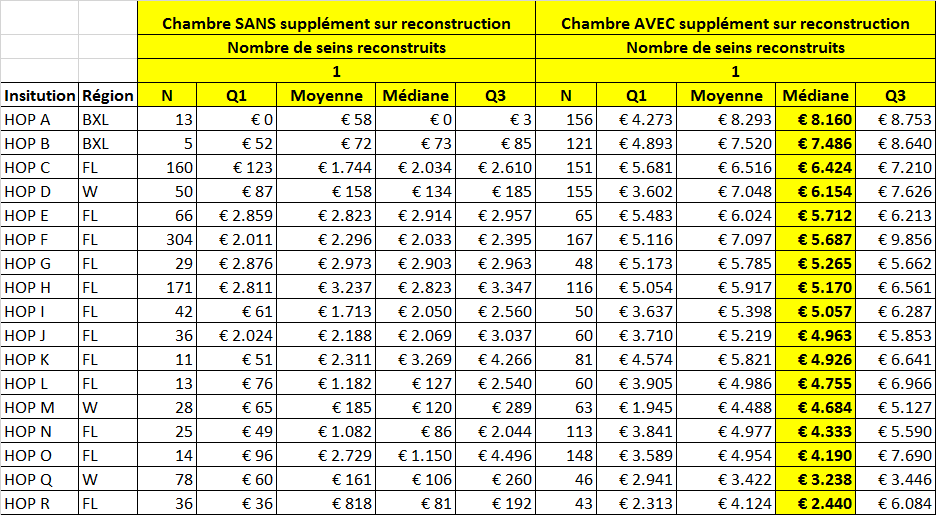 Chambre SANS supplément sur reconstruction Chambre AVEC supplément sur reconstruction
Nombre de seins reconstruits Nombre de seins reconstruits
1 1
Insitution Région N Q1 Moyenne Médiane Q3 N Q1 Moyenne Médiane Q3
HOP A BXL 13 € 0 € 58 € 0 € 3 156 € 4.273 € 8.293 € 8.160 € 8.753
HOP B BXL 5 € 52 € 72 € 73 € 85 121 € 4.893 € 7.520 € 7.486 € 8.640
HOP C FL 160 € 123 € 1.744 € 2.034 € 2.610 151 € 5.681 € 6.516 € 6.424 € 7.210
HOP D W 50 € 87 € 158 € 134 € 185 155 € 3.602 € 7.048 € 6.154 € 7.626
HOP E FL 66 € 2.859 € 2.823 € 2.914 € 2.957 65 € 5.483 € 6.024 € 5.712 € 6.213
HOP F FL 304 € 2.011 € 2.296 € 2.033 € 2.395 167 € 5.116 € 7.097 € 5.687 € 9.856
HOP G FL 29 € 2.876 € 2.973 € 2.903 € 2.963 48 € 5.173 € 5.785 € 5.265 € 5.662
HOP H FL 171 € 2.811 € 3.237 € 2.823 € 3.347 116 € 5.054 € 5.917 € 5.170 € 6.561
HOP I FL 42 € 61 € 1.713 € 2.050 € 2.560 50 € 3.637 € 5.398 € 5.057 € 6.287
HOP J FL 36 € 2.024 € 2.188 € 2.069 € 3.037 60 € 3.710 € 5.219 € 4.963 € 5.853
HOP K FL 11 € 51 € 2.311 € 3.269 € 4.266 81 € 4.574 € 5.821 € 4.926 € 6.641
HOP L FL 13 € 76 € 1.182 € 127 € 2.540 60 € 3.905 € 4.986 € 4.755 € 6.966
HOP M W 28 € 65 € 185 € 120 € 289 63 € 1.945 € 4.488 € 4.684 € 5.127
HOP N FL 25 € 49 € 1.082 € 86 € 2.044 113 € 3.841 € 4.977 € 4.333 € 5.590
HOP O FL 14 € 96 € 2.729 € 1.150 € 4.496 148 € 3.589 € 4.954 € 4.190 € 7.690
HOP Q W 78 € 60 € 161 € 106 € 260 46 € 2.941 € 3.422 € 3.238 € 3.446
HOP R FL 36 € 36 € 818 € 81 € 192 43 € 2.313 € 4.124 € 2.440 € 6.084